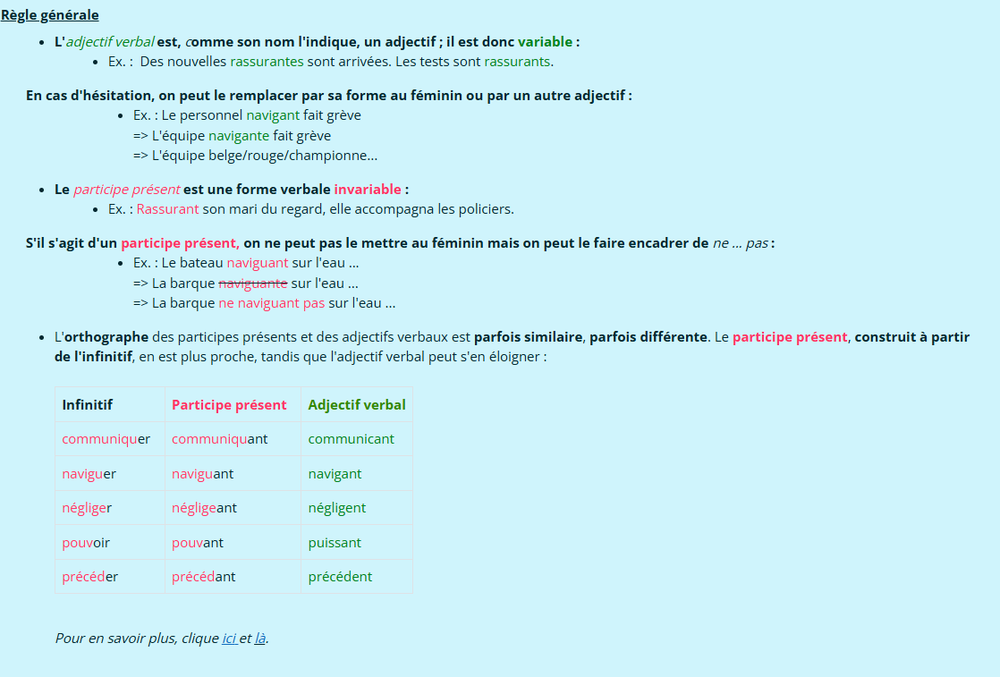 Règle générale
• L'adjectif verbal est, comme son nom l'indique, un adjectif ; il est donc variable :
• Ex. : Des nouvelles rassurantes sont arrivées. Les tests sont rassurants.
En cas d'hésitation, on peut le remplacer par sa forme au féminin ou par un autre adjectif :
• Ex. : Le personnel navigant fait grève
=> L'équipe navigante fait grève
=> L'équipe belge/rouge/championne...
• Le participe présent est une forme verbale invariable :
• Ex. : Rassurant son mari du regard, elle accompagna les policiers.
S'il s'agit d'un participe présent, on ne peut pas le mettre au féminin mais on peut le faire encadrer de ne ... pas :
• Ex. : Le bateau naviguant sur l'eau ...
=> La barque naviguante sur l'eau ...
=> La barque ne naviguant pas sur l'eau ...
• L'orthographe des participes présents et des adjectifs verbaux est parfois similaire, parfois différente. Le participe présent, construit à partir
de l'infinitif, en est plus proche, tandis que l'adjectif verbal peut s'en éloigner :
Infinitif Participe présent Adjectif verbal
communiquer communiquant communicant
naviguer naviguant navigant
négliger négligeant négligent
pouvoir pouvant puissant
précéder précédant précédent
Pour en savoir plus, clique ici et là.